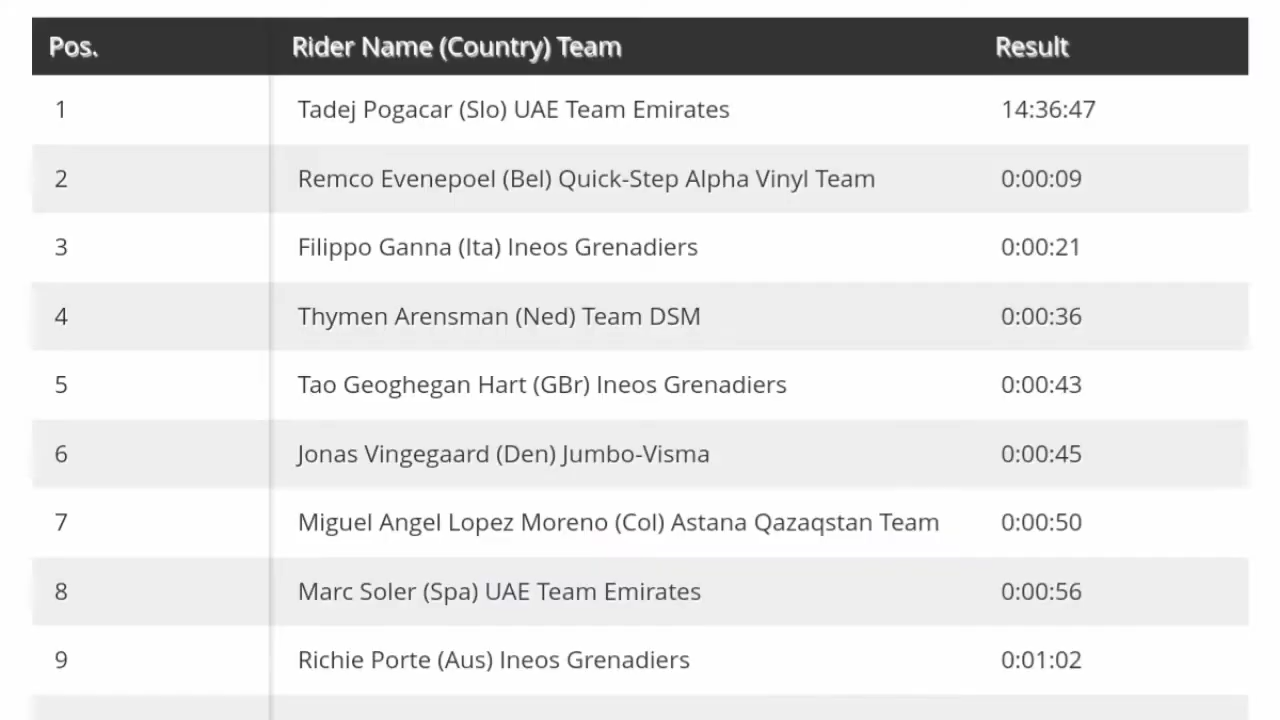 Pos. Rider Name (Country) Team Result
1 Tadej Pogacar (Slo) UAE Team Emirates 14:36:47
2 Remco Evenepoel (Bel) Quick-Step Alpha Vinyl Team 0:00:09
3 Filippo Ganna (Ita) Ineos Grenadiers 0:00:21
4 Thymen Arensman (Ned) Team DSM 0:00:36
5 Tao Geoghegan Hart (GBr) Ineos Grenadiers 0:00:43
6 Jonas Vingegaard (Den) Jumbo-Visma 0:00:45
7 Miguel Angel Lopez Moreno (Col) Astana Qazaqstan Team 0:00:50
8 Marc Soler (Spa) UAE Team Emirates 0:00:56
9 Richie Porte (Aus) Ineos Grenadiers 0:01:02